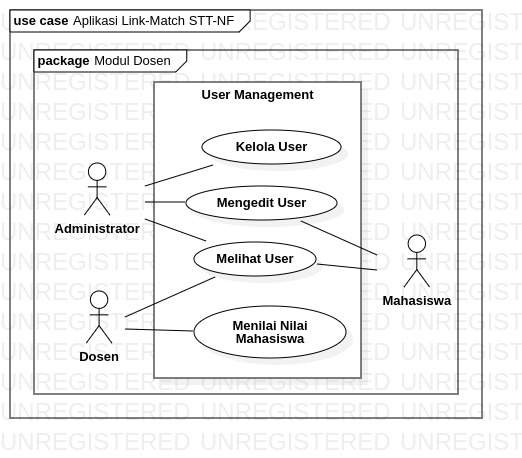 use case Aplikasi Link-Match STT-NF
package Modul Dosen
User Management
Kelola User
Mengedit User
Administrator
Melihat User
Mahasiswa
Menilai Nilai
Mahasiswa
Dosen
UNREGISTERED UNREGISTERED UNREGISTERED